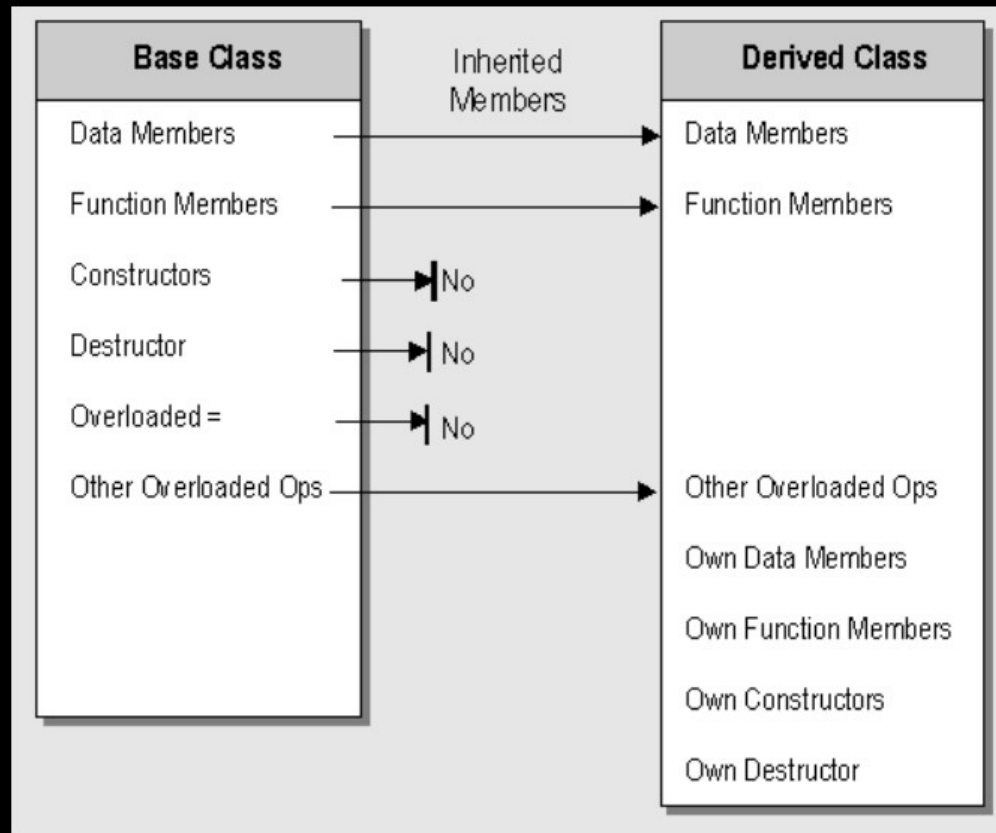 Base Class
Inherited
Members
Derived Class
Data Members
Data Members
Function Members
Function Members
Constructors
No
Destructor
No
Overloaded =
No
Other Overloaded Ops
Other Overloaded Ops
Own Data Members
Own Function Members
Own Constructors
Own Destructor